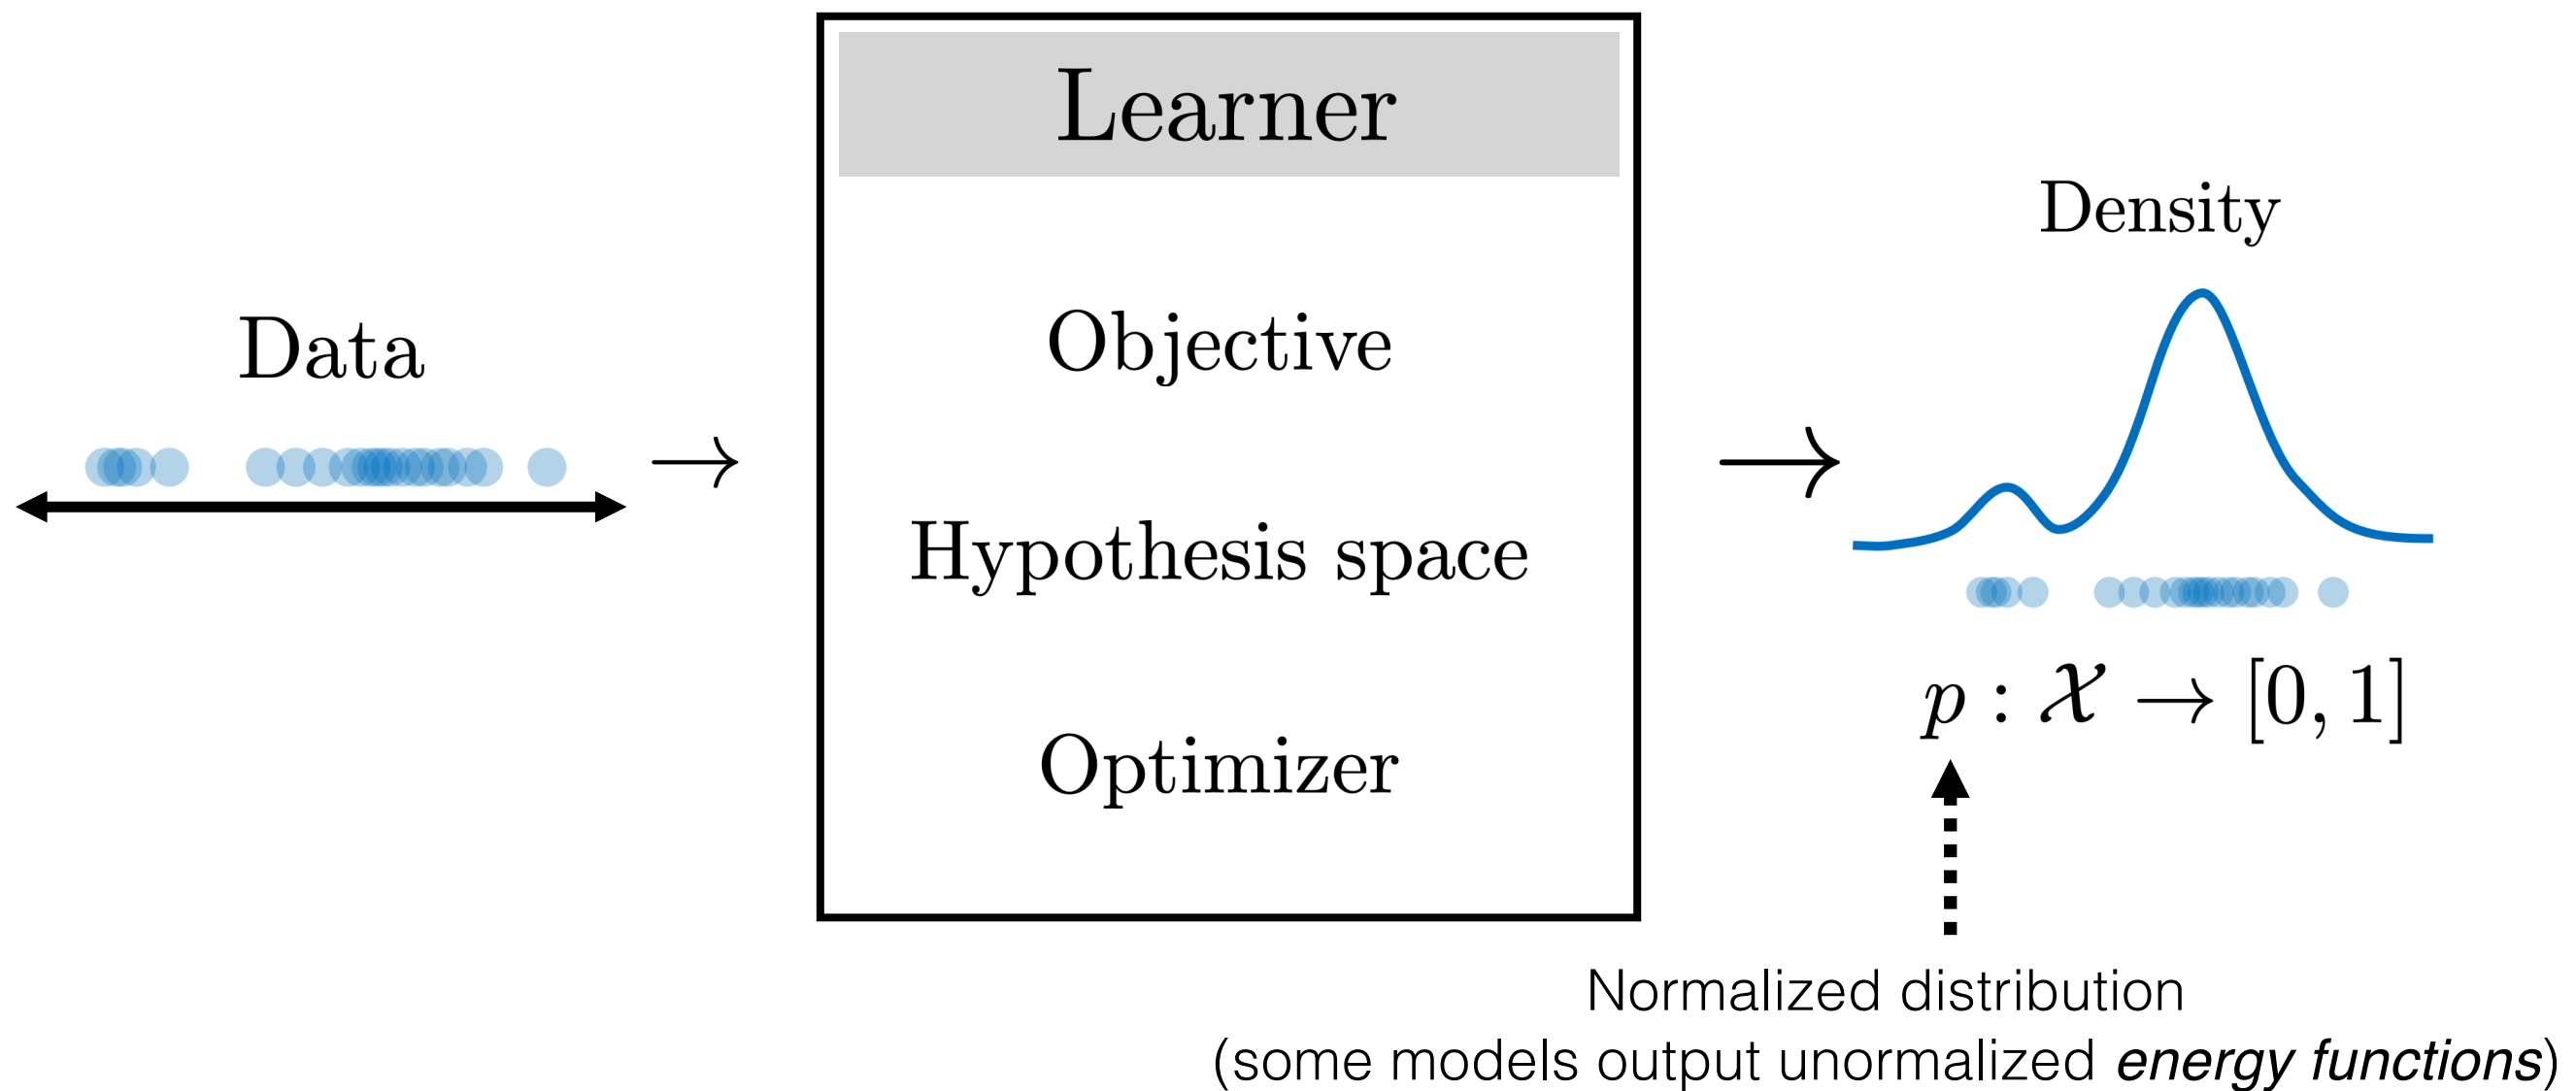 Data
→
Learner
Objective
Hypothesis space
Optimizer
→
Density
p : 𝒳 → [0, 1]
Normalized distribution
(some models output unormalized energy functions)